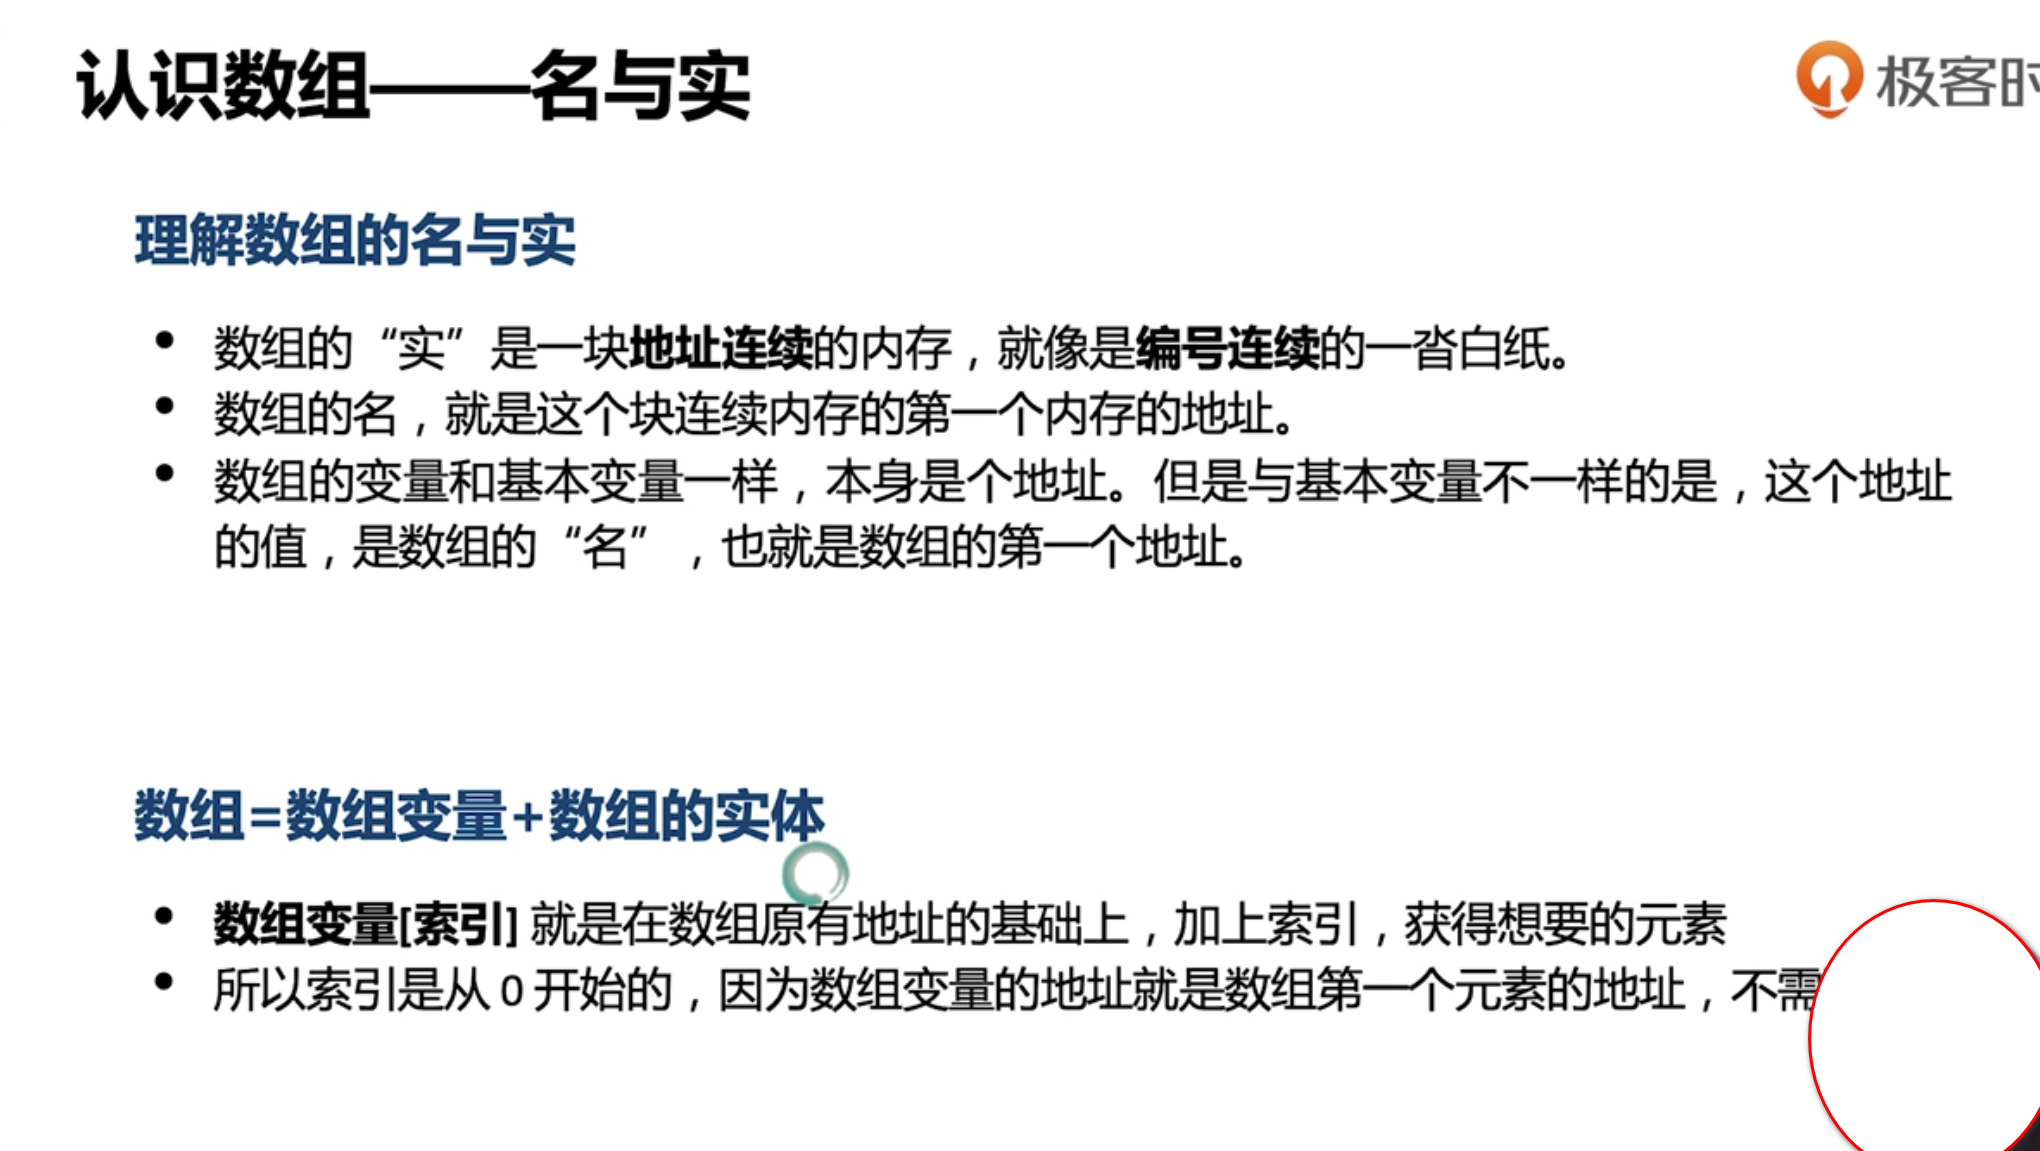 认识数组——名与实
极客时
理解数组的名与实
数组的“实”是一块地址连续的内存，就像是编号连续的一沓白纸。
数组的名，就是这个块连续内存的第一个内存的地址。
数组的变量和基本变量一样，本身是个地址。但是与基本变量不一样的是，这个地址
的值，是数组的“名”，也就是数组的第一个地址。
数组=数组变量+数组的实体
数组变量[索引] 就是在数组原有地址的基础上，加上索引，获得想要的元素
所以索引是从 0 开始的，因为数组变量的地址就是数组第一个元素的地址，不需